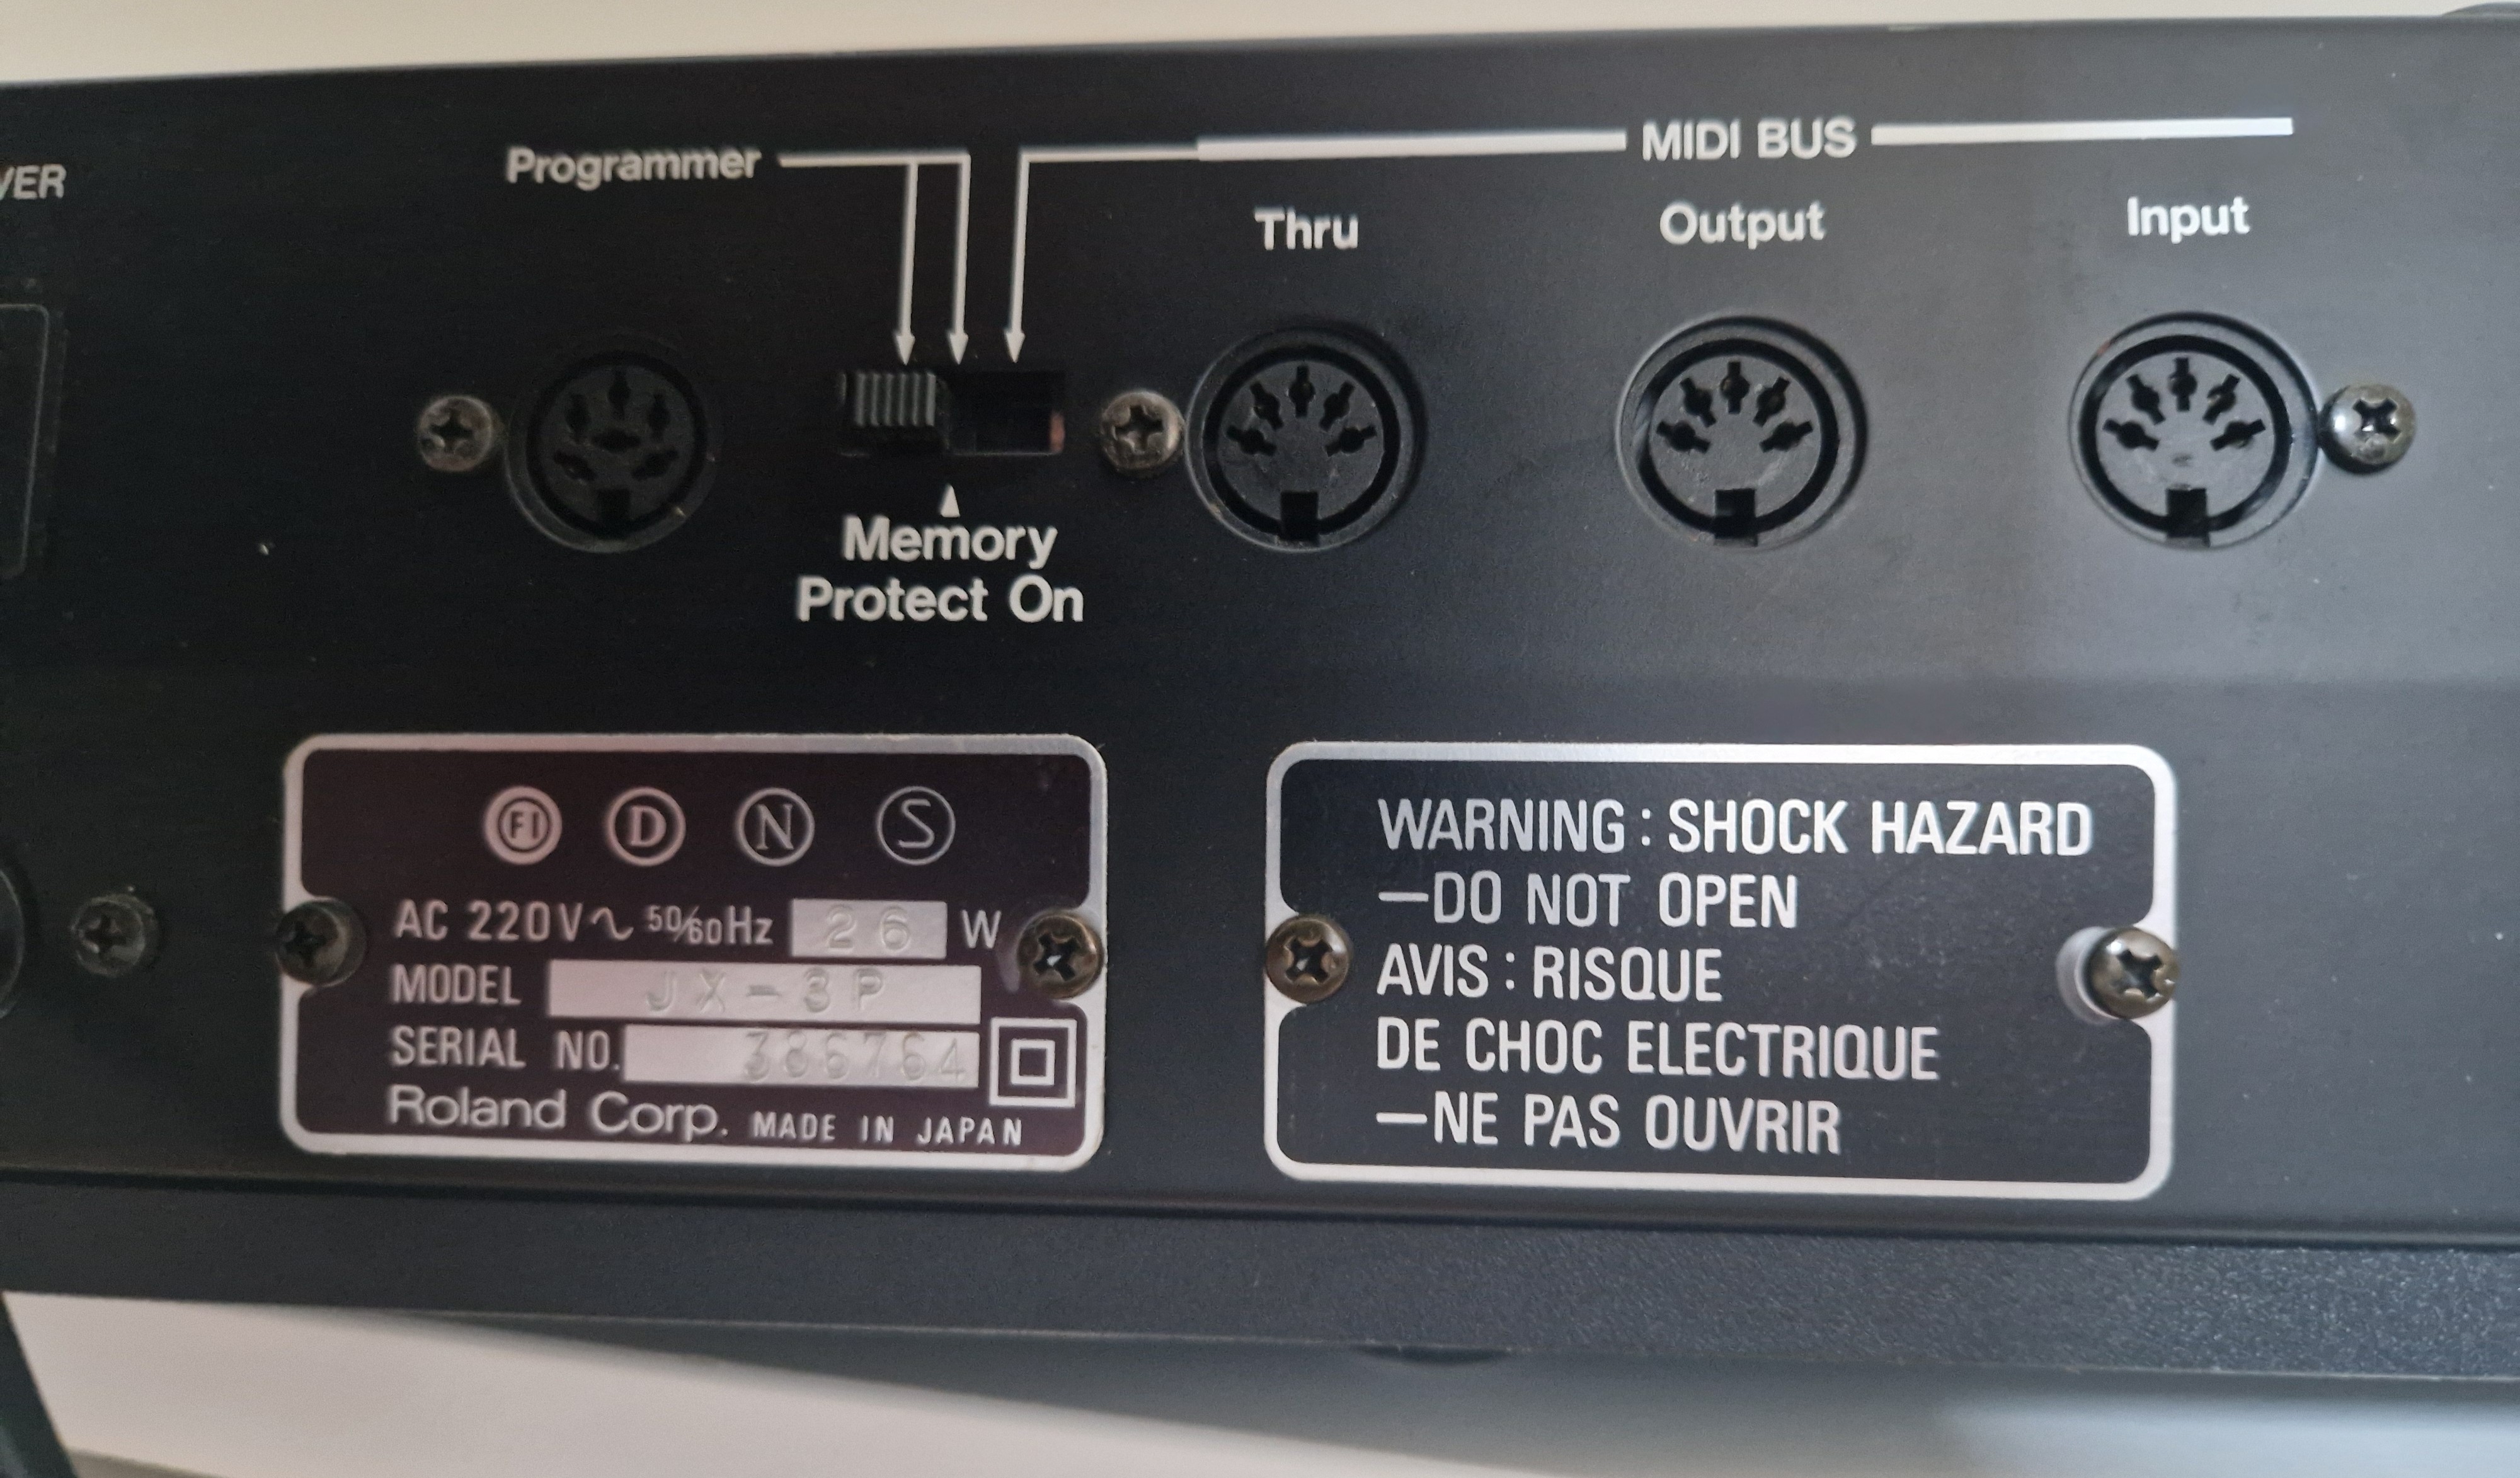 VER
Programmer
MIDI BUS
Thru
Output
Input
Memory
Protect On
FI D N S
AC 220V~ 50/60Hz 26 W
MODEL JX-3P
SERIAL NO. 386764
Roland Corp. MADE IN JAPAN
WARNING : SHOCK HAZARD
—DO NOT OPEN
AVIS : RISQUE
DE CHOC ELECTRIQUE
—NE PAS OUVRIR